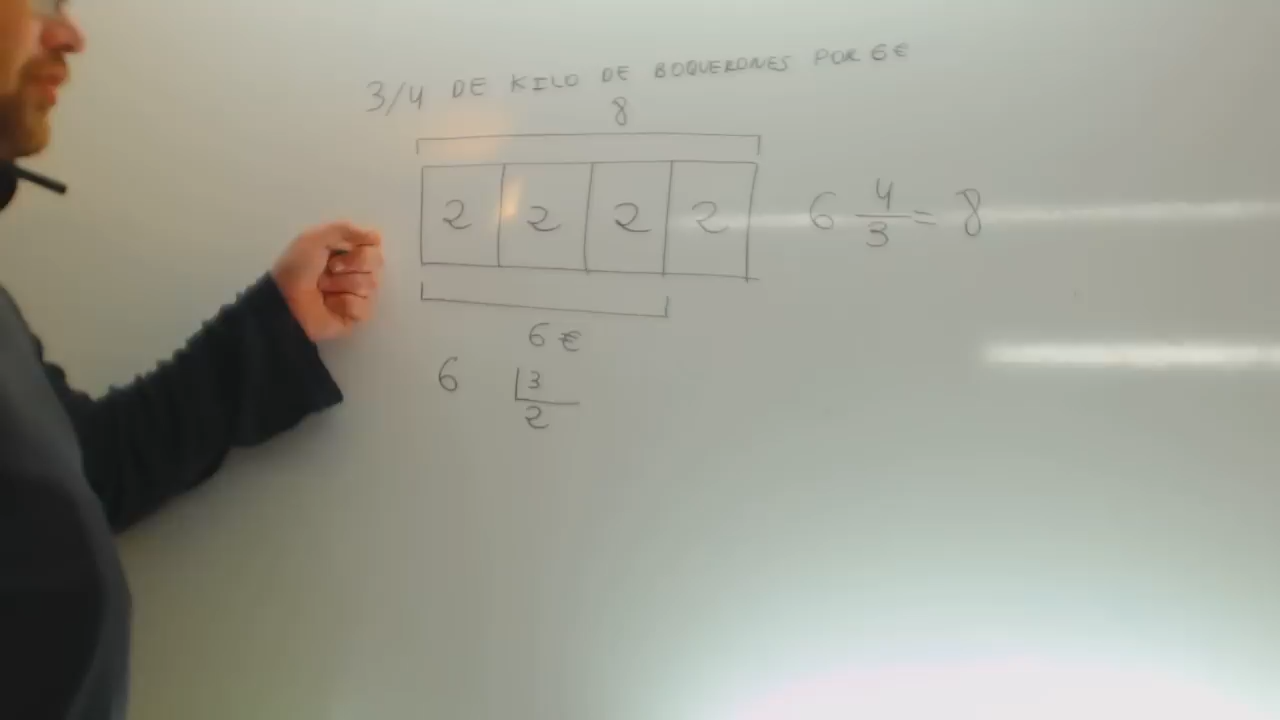 3/4 DE KILO DE BOQUERONES POR 6€
8
2 2 2 2
6 4/3 = 8
6 €
6 3
2